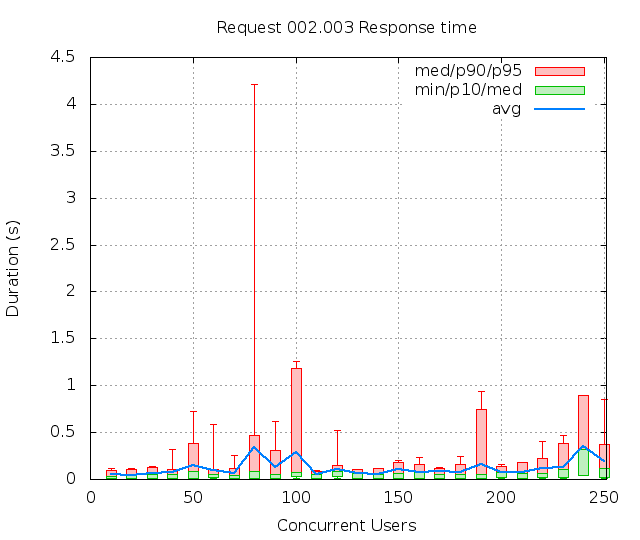 Request 002.003 Response time
med/p90/p95
min/p10/med
avg
4.5
4
3.5
3
2.5
2
1.5
1
0.5
0
Duration (s)
0 50 100 150 200 250
Concurrent Users